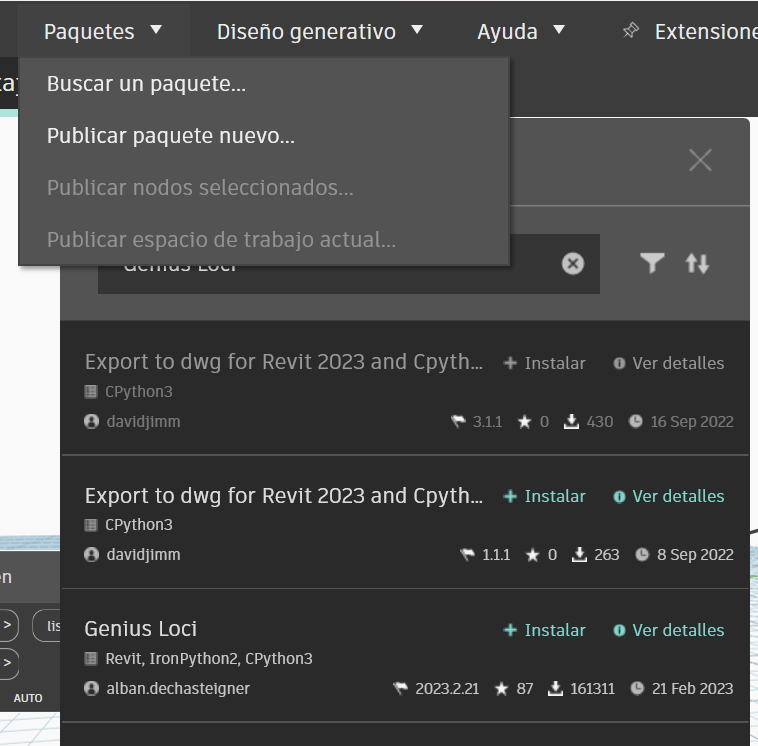 Paquetes
Diseño generativo
Ayuda
Extensione
Buscar un paquete...
Publicar paquete nuevo...
Publicar nodos seleccionados...
Publicar espacio de trabajo actual...
Genius Loci
Export to dwg for Revit 2023 and Cpyth... + Instalar Ver detalles
CPython3
davidjimm 3.1.1 0 430 16 Sep 2022
Export to dwg for Revit 2023 and Cpyth... + Instalar Ver detalles
CPython3
davidjimm 1.1.1 0 263 8 Sep 2022
Genius Loci + Instalar Ver detalles
Revit, IronPython2, CPython3
alban.dechasteigner 2023.2.21 87 161311 21 Feb 2023
> lis
>
AUTO